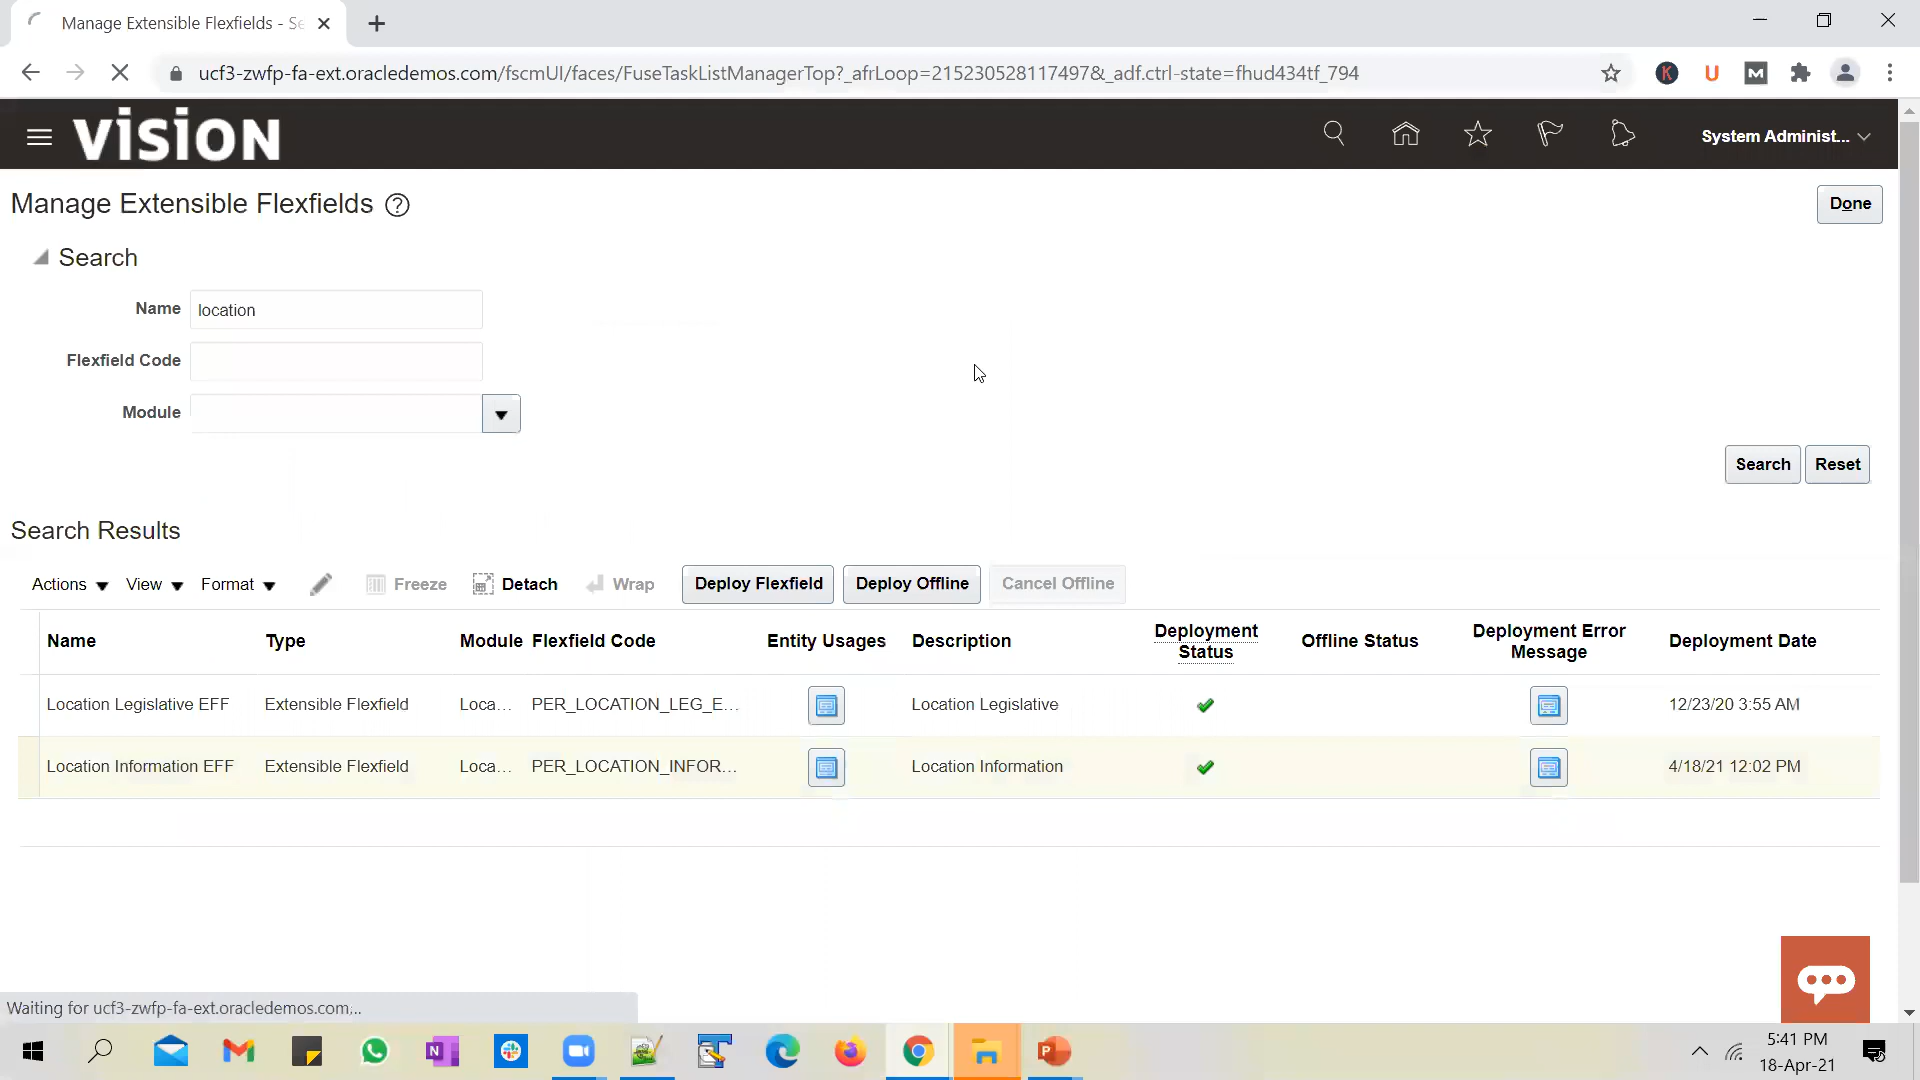 Manage Extensible Flexfields - Se
ucf3-zwfp-fa-ext.oracledemos.com/fscmUI/faces/FuseTaskListManagerTop?_afrLoop=215230528117497&_adf.ctrl-state=fhud434tf_794
K U M
vision
System Administ...
Manage Extensible Flexfields ?
Done
Search
Name location
Flexfield Code
Module
Search Reset
Search Results
Actions View Format Freeze Detach Wrap Deploy Flexfield Deploy Offline Cancel Offline
Name Type Module Flexfield Code Entity Usages Description Deployment Status Offline Status Deployment Error Message Deployment Date
Location Legislative EFF Extensible Flexfield Loca... PER_LOCATION_LEG_E... Location Legislative 12/23/20 3:55 AM
Location Information EFF Extensible Flexfield Loca... PER_LOCATION_INFOR... Location Information 4/18/21 12:02 PM
Waiting for ucf3-zwfp-fa-ext.oracledemos.com...
5:41 PM
18-Apr-21